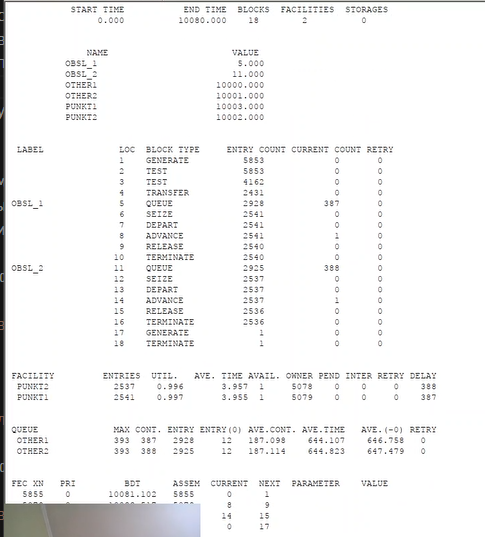 START TIME END TIME BLOCKS FACILITIES STORAGES
0.000 10080.000 18 2 0
NAME VALUE
OBSL_1 5.000
OBSL_2 11.000
OTHER1 10000.000
OTHER2 10001.000
PUNKT1 10003.000
PUNKT2 10002.000
LABEL LOC BLOCK TYPE ENTRY COUNT CURRENT COUNT RETRY
1 GENERATE 5853 0 0
2 TEST 5853 0 0
3 TEST 4162 0 0
4 TRANSFER 2431 0 0
OBSL_1 5 QUEUE 2928 387 0
6 SEIZE 2541 0 0
7 DEPART 2541 0 0
8 ADVANCE 2541 1 0
9 RELEASE 2540 0 0
10 TERMINATE 2540 0 0
OBSL_2 11 QUEUE 2925 388 0
12 SEIZE 2537 0 0
13 DEPART 2537 0 0
14 ADVANCE 2537 1 0
15 RELEASE 2536 0 0
16 TERMINATE 2536 0 0
17 GENERATE 1 0 0
18 TERMINATE 1 0 0
FACILITY ENTRIES UTIL. AVE. TIME AVAIL. OWNER PEND INTER RETRY DELAY
PUNKT2 2537 0.996 3.957 1 5078 0 0 0 388
PUNKT1 2541 0.997 3.955 1 5079 0 0 0 387
QUEUE MAX CONT. ENTRY ENTRY(0) AVE.CONT. AVE.TIME AVE.(-0) RETRY
OTHER1 393 387 2928 12 187.098 644.107 646.758 0
OTHER2 393 388 2925 12 187.114 644.823 647.479 0
FEC XN PRI BDT ASSEM CURRENT NEXT PARAMETER VALUE
5855 0 10081.102 5855 0 1
8 9
14 15
0 17